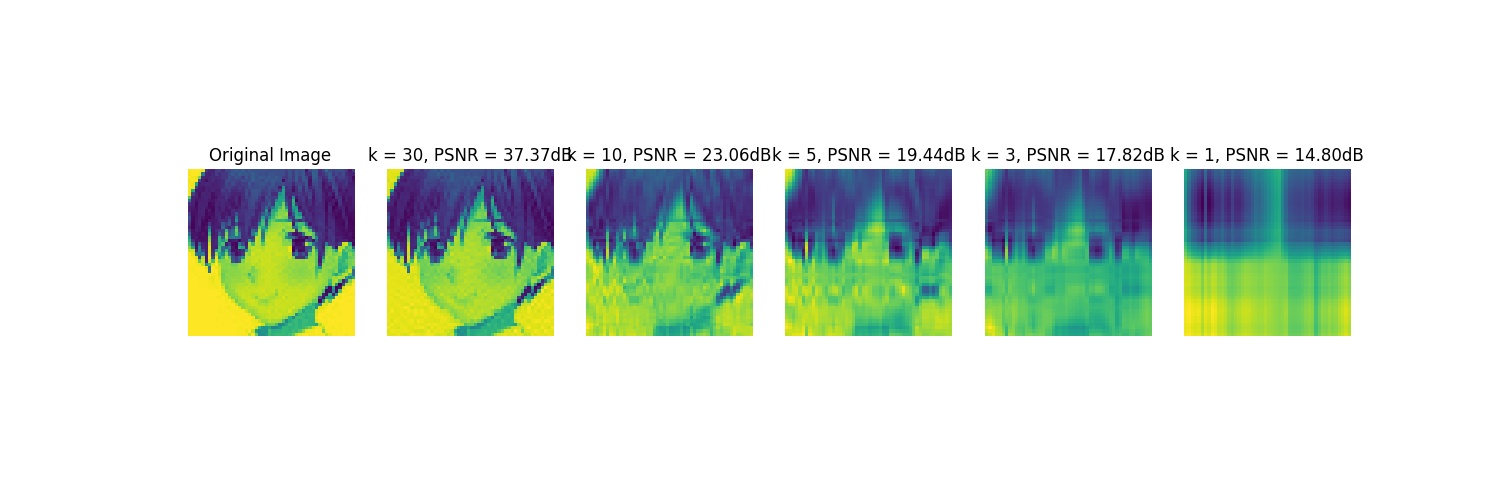 Original Image
k = 30, PSNR = 37.37dB
k = 10, PSNR = 23.06dB
k = 5, PSNR = 19.44dB
k = 3, PSNR = 17.82dB
k = 1, PSNR = 14.80dB